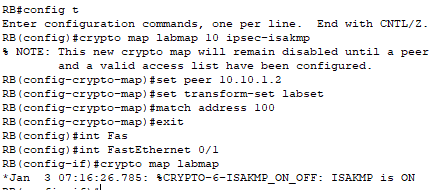 RB#config t
Enter configuration commands, one per line.  End with CNTL/Z.
RB(config)#crypto map labmap 10 ipsec-isakmp
% NOTE: This new crypto map will remain disabled until a peer
        and a valid access list have been configured.
RB(config-crypto-map)#set peer 10.10.1.2
RB(config-crypto-map)#set transform-set labset
RB(config-crypto-map)#match address 100
RB(config-crypto-map)#exit
RB(config)#int Fas
RB(config)#int FastEthernet 0/1
RB(config-if)#crypto map labmap
*Jan  3 07:16:26.785: %CRYPTO-6-ISAKMP_ON_OFF: ISAKMP is ON